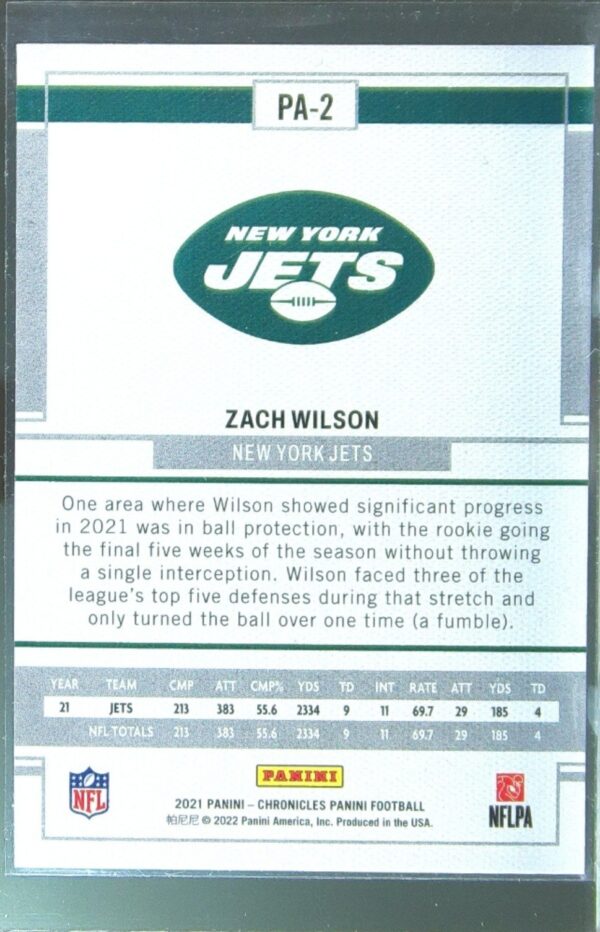 PA-2
NEW YORK
JETS
ZACH WILSON
NEW YORK JETS
One area where Wilson showed significant progress
in 2021 was in ball protection, with the rookie going
the final five weeks of the season without throwing
a single interception. Wilson faced three of the
league's top five defenses during that stretch and
only turned the ball over one time (a fumble).
YEAR TEAM CMP ATT CMP% YDS TD INT RATE ATT YDS TD
21 JETS 213 383 55.6 2334 9 11 69.7 29 185 4
NFL TOTALS 213 383 55.6 2334 9 11 69.7 29 185 4
PANINI
NFL
2021 PANINI – CHRONICLES PANINI FOOTBALL
帕尼尼 © 2022 Panini America, Inc. Produced in the USA.
NFLPA